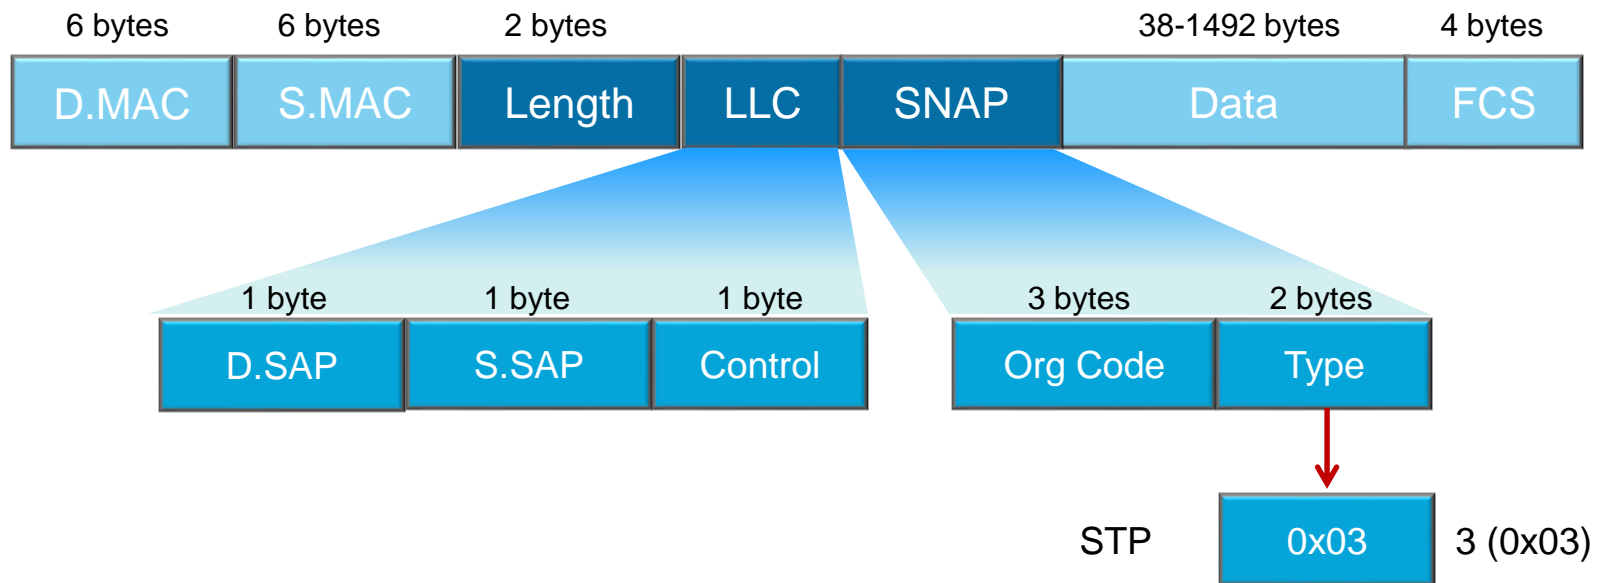 6 bytes 6 bytes 2 bytes 38-1492 bytes 4 bytes
D.MAC S.MAC Length LLC SNAP Data FCS
1 byte 1 byte 1 byte 3 bytes 2 bytes
D.SAP S.SAP Control Org Code Type
STP 0x03 3 (0x03)